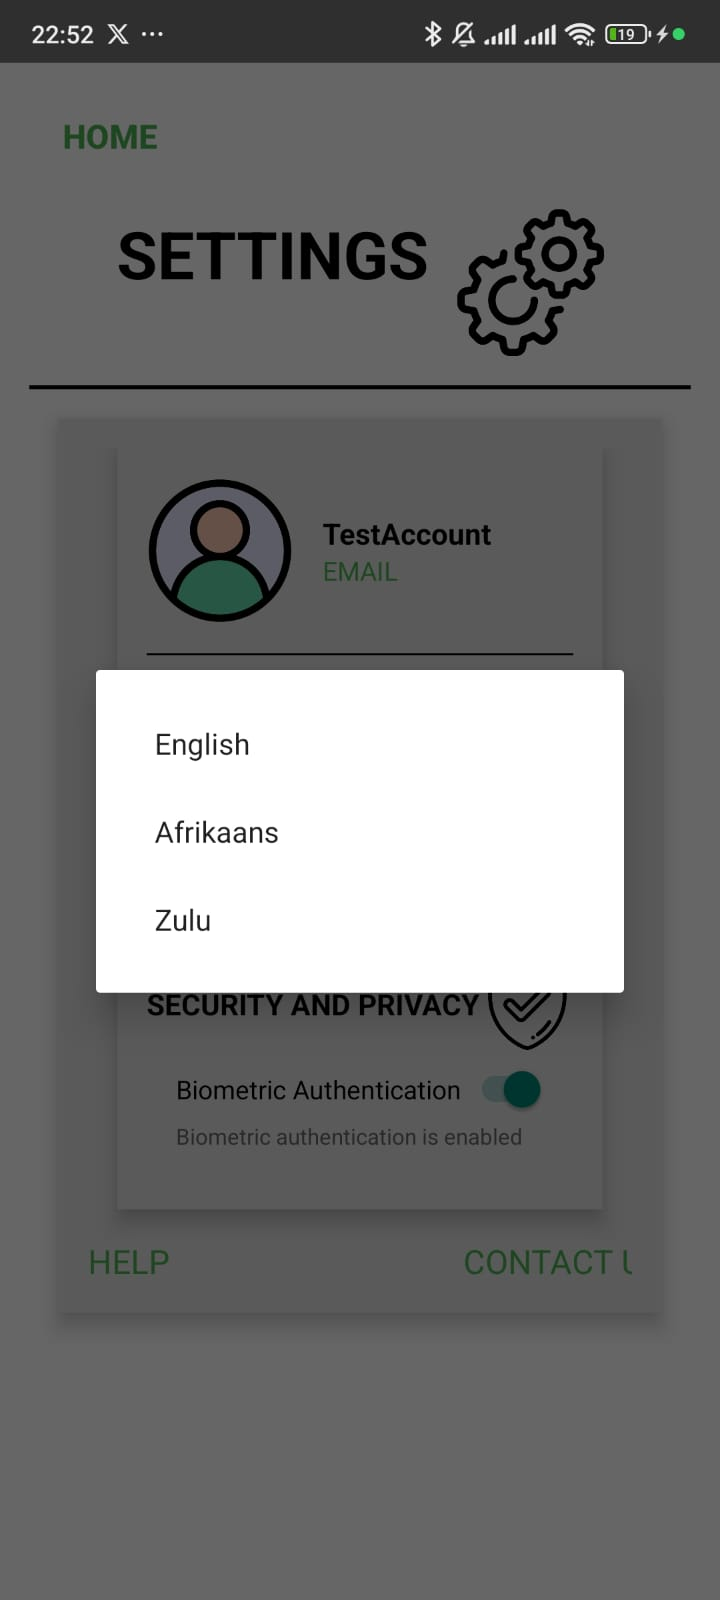 22:52 X ... 19
HOME
SETTINGS
TestAccount
EMAIL
English
Afrikaans
Zulu
SECURITY AND PRIVACY
Biometric Authentication
Biometric authentication is enabled
HELP CONTACT